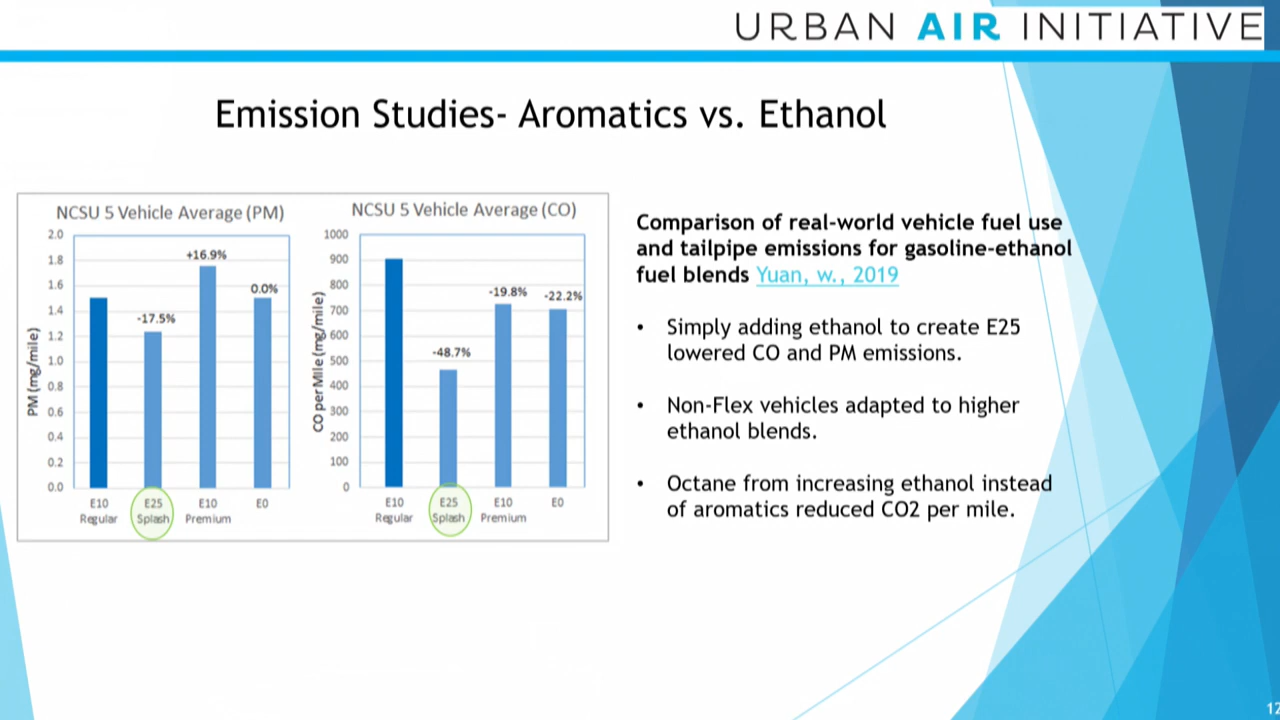 URBAN AIR INITIATIVE
Emission Studies- Aromatics vs. Ethanol
NCSU 5 Vehicle Average (PM)
PM (mg/mile)
2.0
1.8
1.6
1.4
1.2
1.0
0.8
0.6
0.4
0.2
0.0
-17.5%
+16.9%
0.0%
E10 E25 E10 E0
Regular Splash Premium
NCSU 5 Vehicle Average (CO)
CO per Mile (mg/mile)
1000
900
800
700
600
500
400
300
200
100
0
-48.7%
-19.8%
-22.2%
E10 E25 E10 E0
Regular Splash Premium
Comparison of real-world vehicle fuel use
and tailpipe emissions for gasoline-ethanol
fuel blends Yuan, w., 2019
• Simply adding ethanol to create E25
lowered CO and PM emissions.
• Non-Flex vehicles adapted to higher
ethanol blends.
• Octane from increasing ethanol instead
of aromatics reduced CO2 per mile.
12